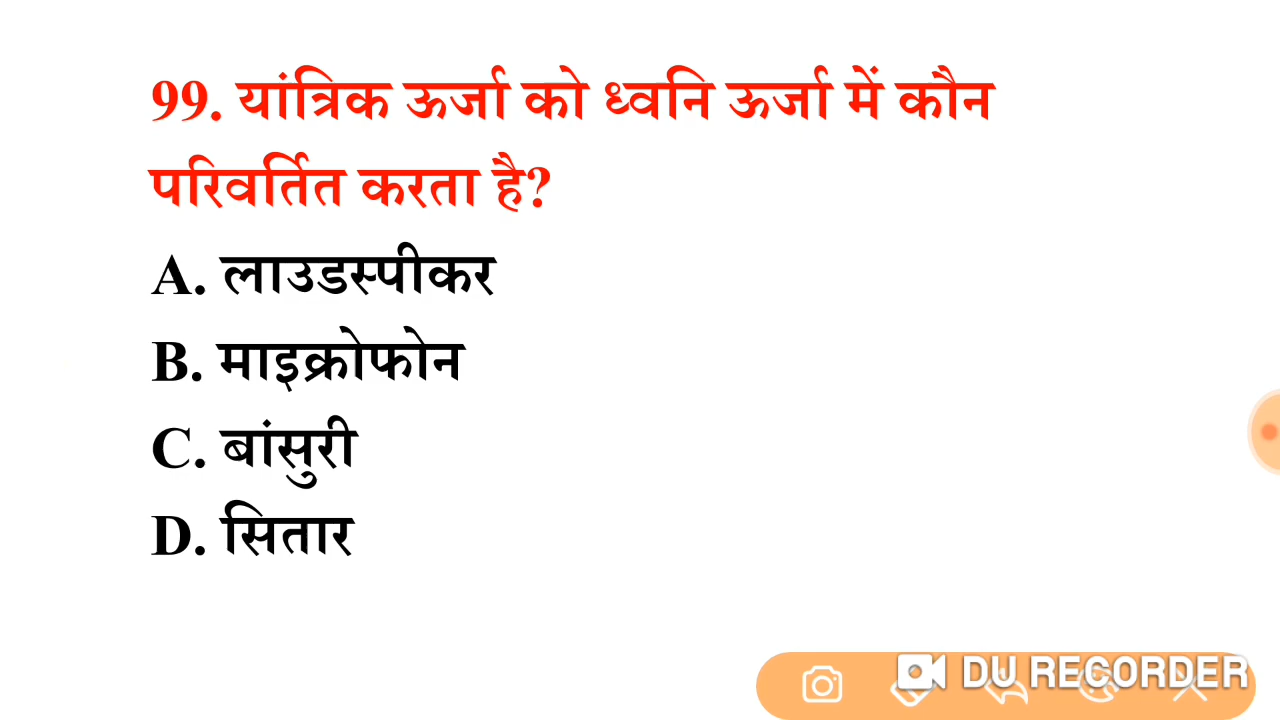 99. यांत्रिक ऊर्जा को ध्वनि ऊर्जा में कौन
परिवर्तित करता है?
A. लाउडस्पीकर
B. माइक्रोफोन
C. बांसुरी
D. सितार
DU RECORDER